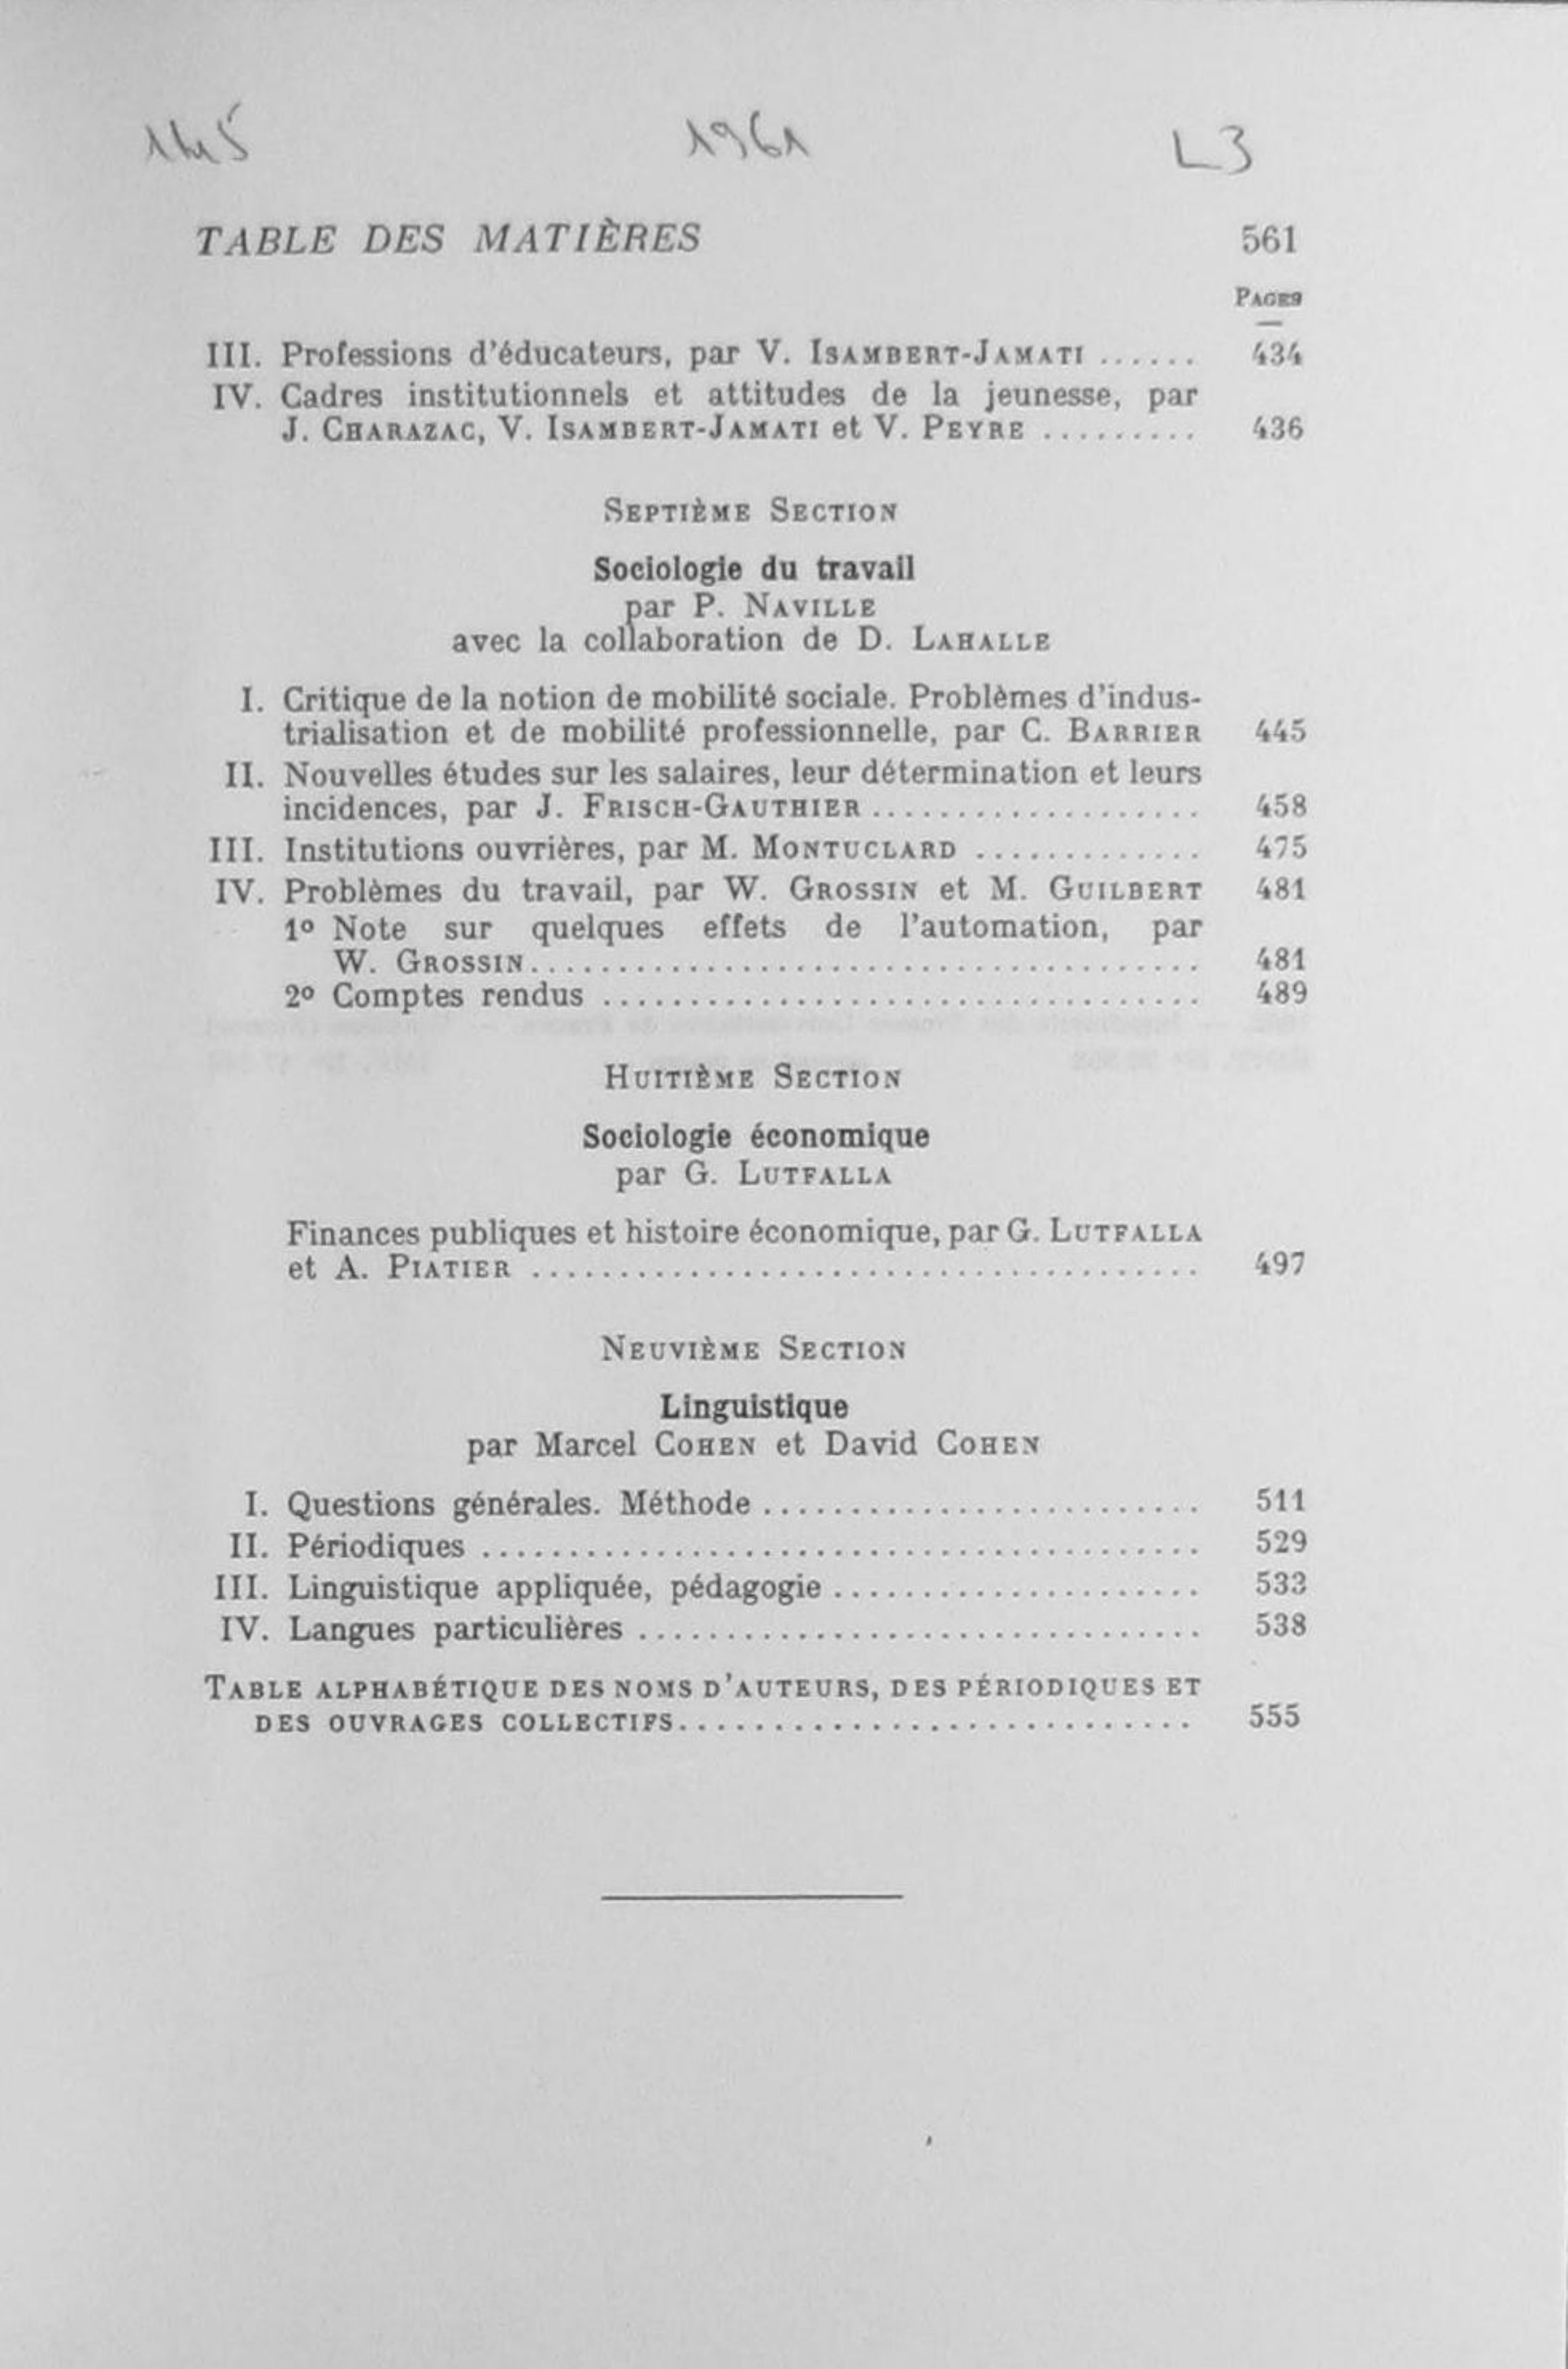 145 1961 L3
TABLE DES MATIÈRES 561
PAGES
III. Professions d'éducateurs, par V. ISAMBERT-JAMATI ...... 434
IV. Cadres institutionnels et attitudes de la jeunesse, par
J. CHARAZAC, V. ISAMBERT-JAMATI et V. PEYRE ......... 436
SEPTIÈME SECTION
Sociologie du travail
par P. NAVILLE
avec la collaboration de D. LAHALLE
I. Critique de la notion de mobilité sociale. Problèmes d'indus-
trialisation et de mobilité professionnelle, par C. BARRIER 445
II. Nouvelles études sur les salaires, leur détermination et leurs
incidences, par J. FRISCH-GAUTHIER ................... 458
III. Institutions ouvrières, par M. MONTUCLARD ............. 475
IV. Problèmes du travail, par W. GROSSIN et M. GUILBERT 481
1º Note sur quelques effets de l'automation, par
W. GROSSIN....................................... 481
2º Comptes rendus ................................... 489
HUITIÈME SECTION
Sociologie économique
par G. LUTFALLA
Finances publiques et histoire économique, par G. LUTFALLA
et A. PIATIER ....................................... 497
NEUVIÈME SECTION
Linguistique
par Marcel COHEN et David COHEN
I. Questions générales. Méthode .......................... 511
II. Périodiques .......................................... 529
III. Linguistique appliquée, pédagogie ...................... 533
IV. Langues particulières ................................. 538
TABLE ALPHABÉTIQUE DES NOMS D'AUTEURS, DES PÉRIODIQUES ET
DES OUVRAGES COLLECTIFS.............................. 555